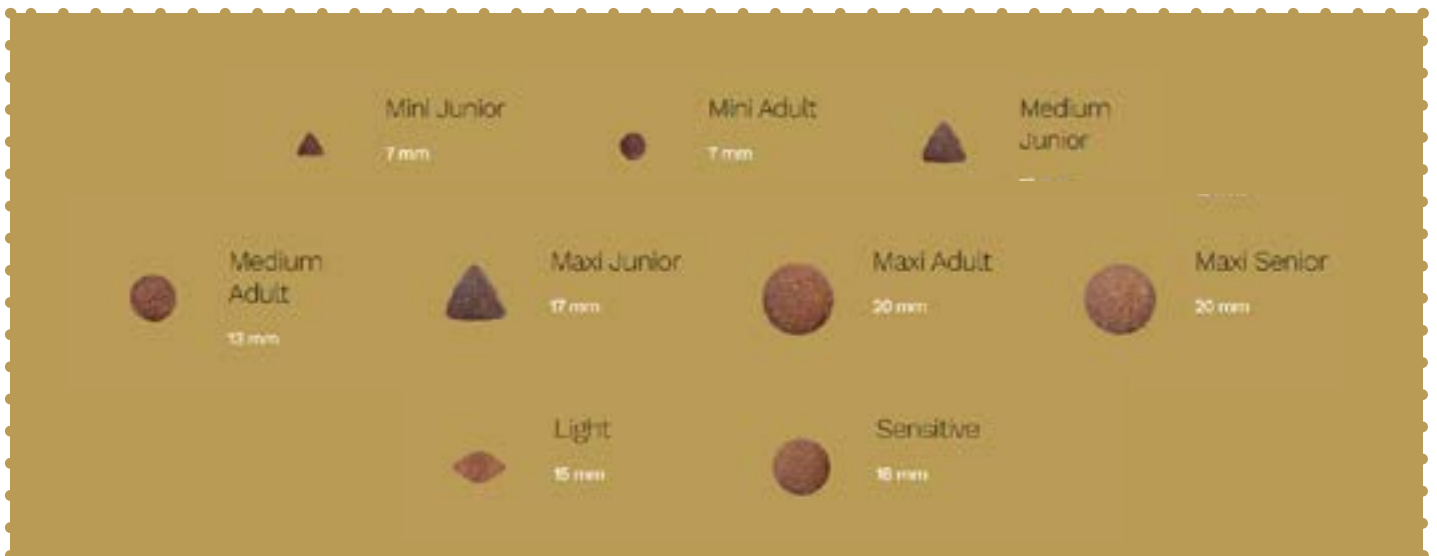 Mini Junior
7 mm
Mini Adult
7 mm
Medium
Junior
Medium
Adult
13 mm
Maxi Junior
17 mm
Maxi Adult
20 mm
Maxi Senior
20 mm
Light
15 mm
Sensitive
16 mm